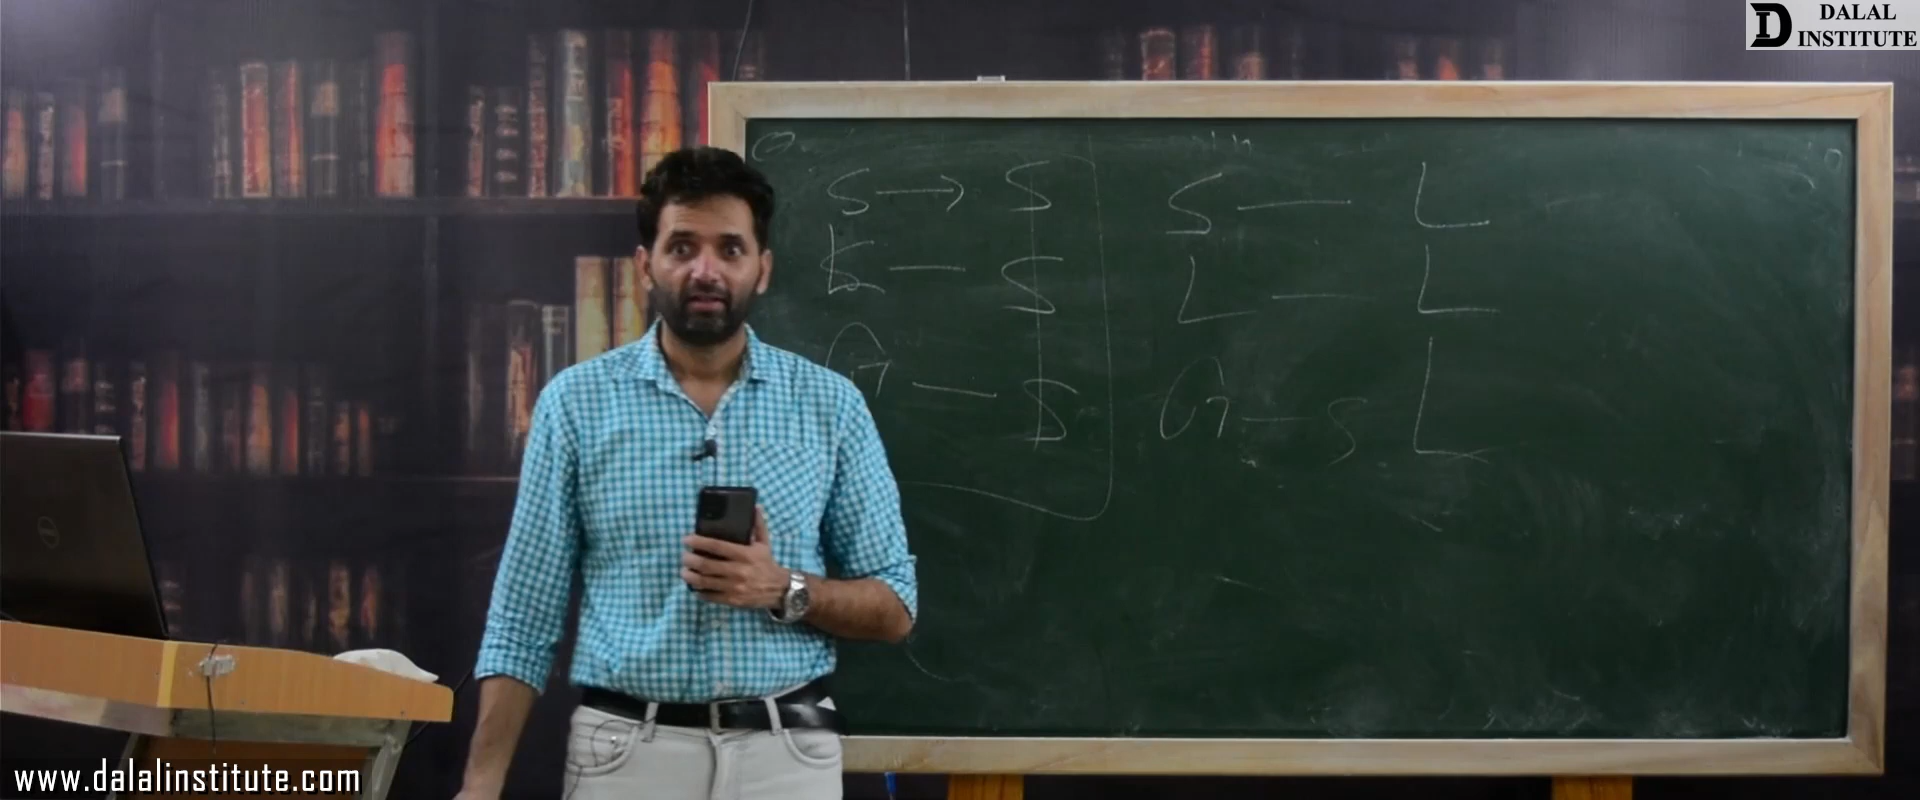 DALAL
INSTITUTE
S → S
L — S
G — S
S — L
L — L
G — S L
www.dalalinstitute.com